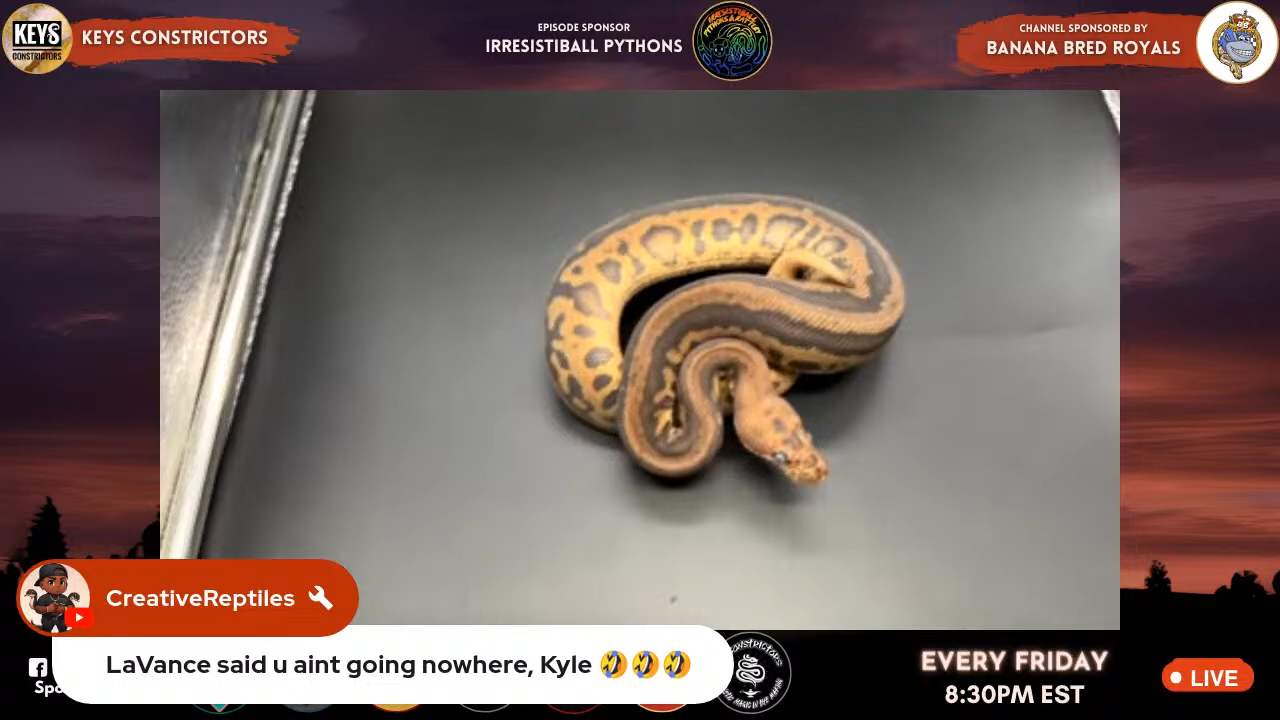 KEYS
CONSTRICTORS
KEYS CONSTRICTORS
EPISODE SPONSOR
IRRESISTIBALL PYTHONS
CHANNEL SPONSORED BY
BANANA BRED ROYALS
CreativeReptiles
LaVance said u aint going nowhere, Kyle 🤣🤣🤣
Spo
EVERY FRIDAY
8:30PM EST
LIVE